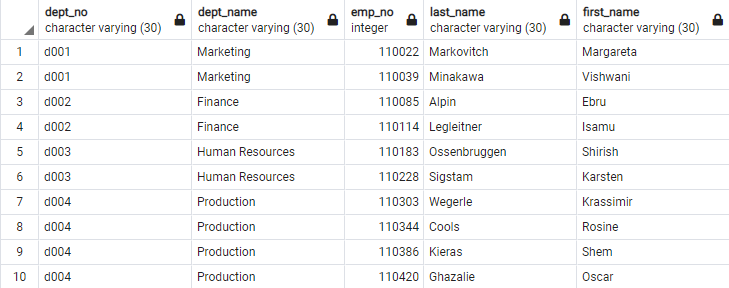 dept_no dept_name emp_no last_name first_name
character varying (30) character varying (30) integer character varying (30) character varying (30)
1 d001 Marketing 110022 Markovitch Margareta
2 d001 Marketing 110039 Minakawa Vishwani
3 d002 Finance 110085 Alpin Ebru
4 d002 Finance 110114 Legleitner Isamu
5 d003 Human Resources 110183 Ossenbruggen Shirish
6 d003 Human Resources 110228 Sigstam Karsten
7 d004 Production 110303 Wegerle Krassimir
8 d004 Production 110344 Cools Rosine
9 d004 Production 110386 Kieras Shem
10 d004 Production 110420 Ghazalie Oscar